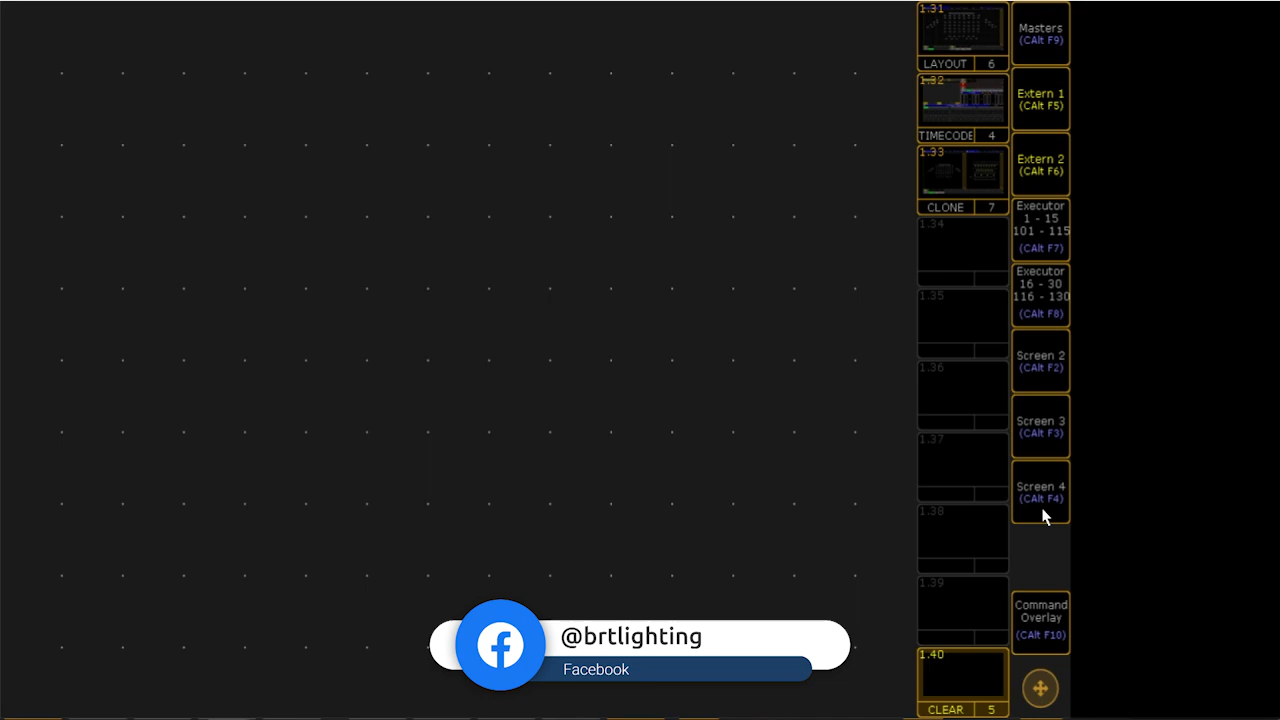 1.31
LAYOUT 6
1.32
TIMECODE 4
1.33
CLONE 7
1.34
1.35
1.36
1.37
1.38
1.39
1.40
CLEAR 5
Masters
(CAlt F9)
Extern 1
(CAlt F5)
Extern 2
(CAlt F6)
Executor
1 - 15
101 - 115
(CAlt F7)
Executor
16 - 30
116 - 130
(CAlt F8)
Screen 2
(CAlt F2)
Screen 3
(CAlt F3)
Screen 4
(CAlt F4)
Command
Overlay
(CAlt F10)
@brtlighting
Facebook